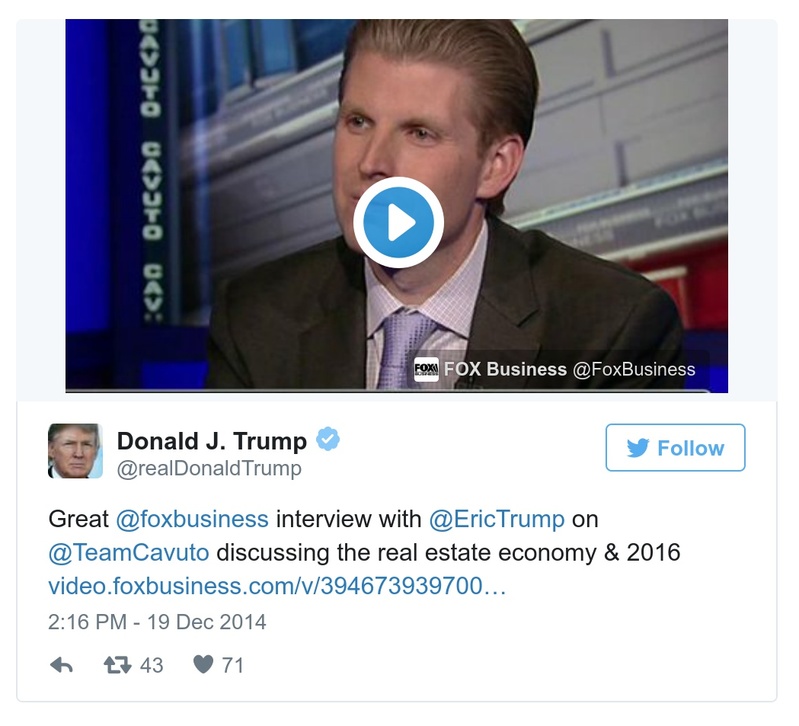 CAVUTO
CAVUTO
CAV
FOX Business @FoxBusiness
Donald J. Trump
@realDonaldTrump
Follow
Great @foxbusiness interview with @EricTrump on
@TeamCavuto discussing the real estate economy & 2016
video.foxbusiness.com/v/394673939700…
2:16 PM - 19 Dec 2014
43 71